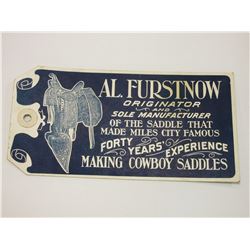 AL. FURSTNOW
ORIGINATOR
AND
SOLE MANUFACTURER
OF THE SADDLE THAT
MADE MILES CITY FAMOUS
FORTY YEARS' EXPERIENCE
MAKING COWBOY SADDLES